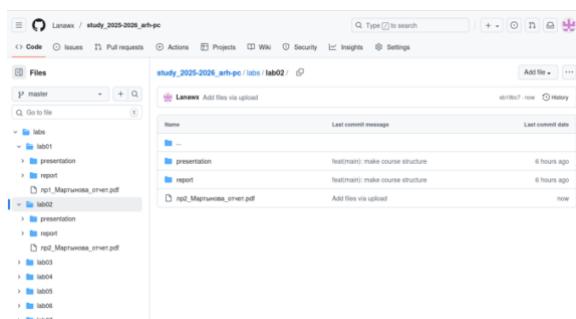 Lanawx / study_2025-2026_arh-pc
Type / to search
Code
Issues
Pull requests
Actions
Projects
Wiki
Security
Insights
Settings
Files
study_2025-2026_arh-pc / labs / lab02 /
Add file
master
Lanawx Add files via upload
now
History
Go to file
t
Name
Last commit message
Last commit date
labs
..
lab01
presentation
presentation
feat(main): make course structure
6 hours ago
report
report
feat(main): make course structure
6 hours ago
лр1_Мартынова_отчет.pdf
лр2_Мартынова_отчет.pdf
Add files via upload
now
lab02
presentation
report
лр2_Мартынова_отчет.pdf
lab03
lab04
lab05
lab06